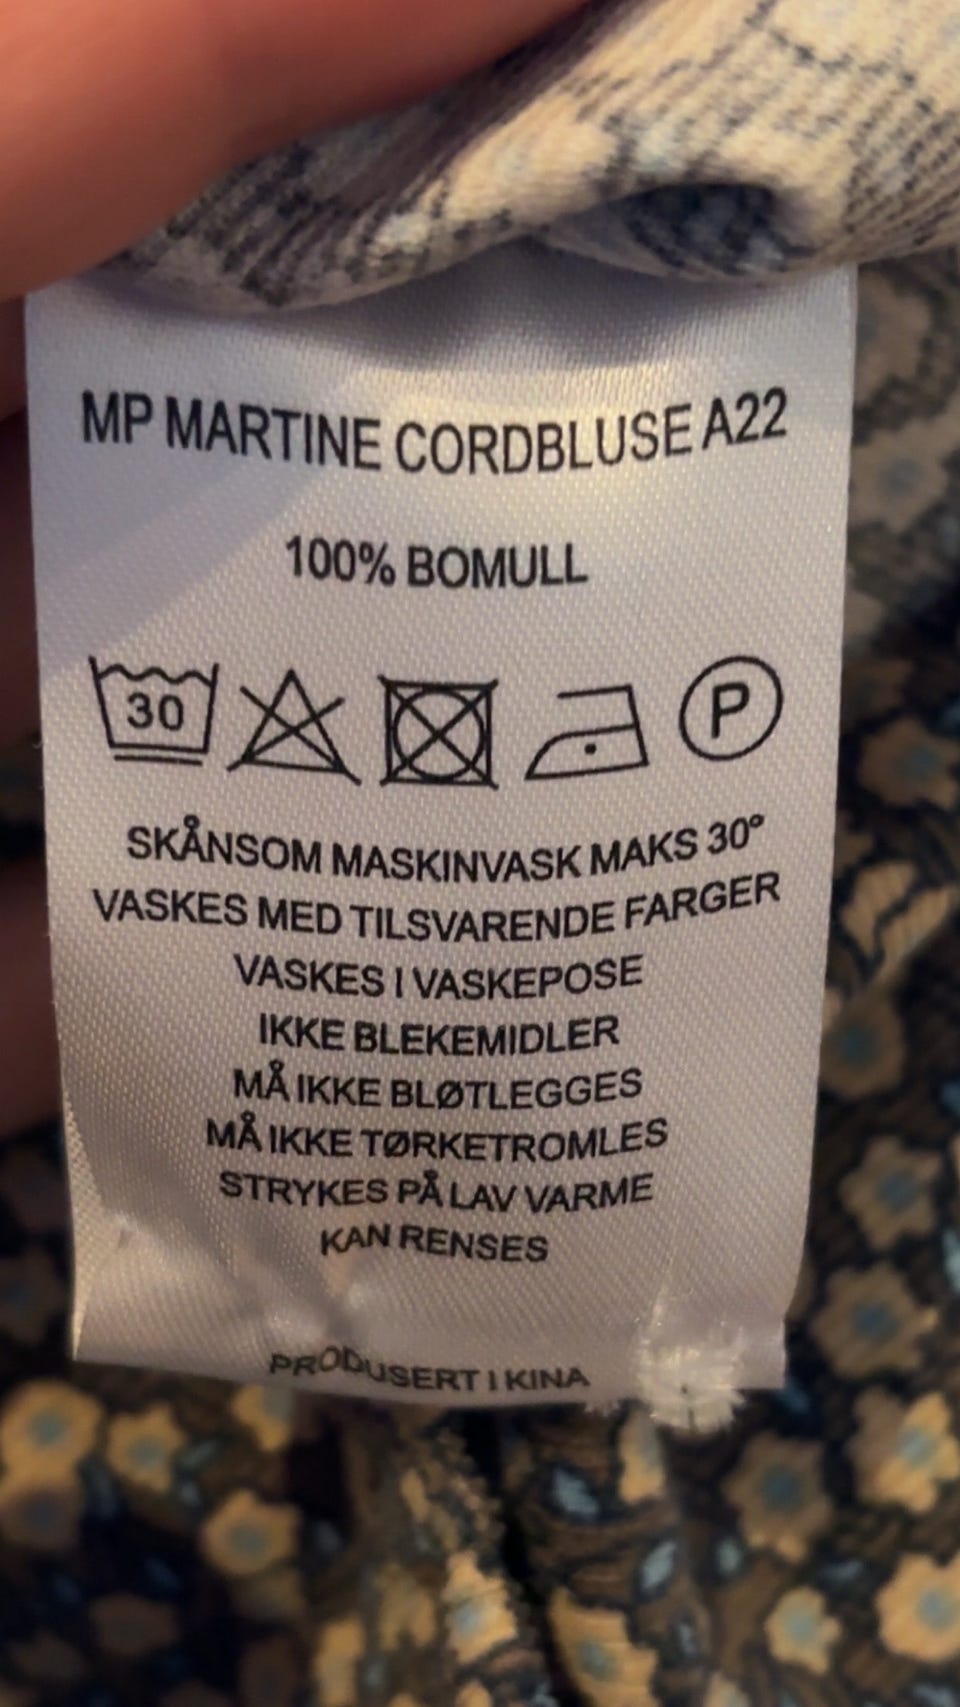 MP MARTINE CORDBLUSE A22
100% BOMULL
30 P
SKÅNSOM MASKINVASK MAKS 30°
VASKES MED TILSVARENDE FARGER
VASKES I VASKEPOSE
IKKE BLEKEMIDLER
MÅ IKKE BLØTLEGGES
MÅ IKKE TØRKETROMLES
STRYKES PÅ LAV VARME
KAN RENSES
PRODUSERT I KINA